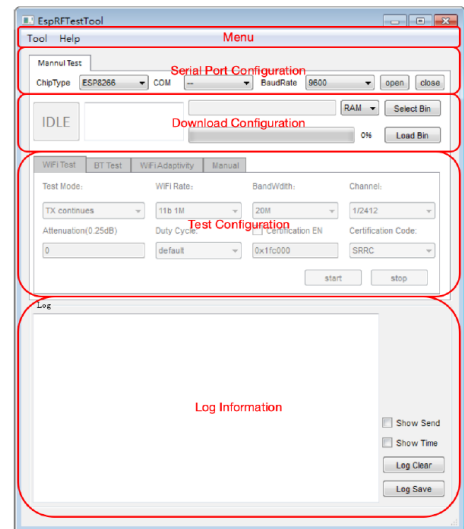 EspRFTestTool
Tool Help
Menu
Mannul Test
Serial Port Configuration
ChipType ESP8266 COM --- BaudRate 9600 open close
IDLE RAM Select Bin
Download Configuration
0% Load Bin
WiFi Test BT Test WiFi Adaptivity Manual
Test Mode: WiFi Rate: BandWidth: Channel:
TX continues 11b 1M 20M 1/2412
Test Configuration
Attenuation(0.25dB) Duty Cycle: Certification EN Certification Code:
0 default 0x1fc000 SRRC
start stop
Log
Log Information
Show Send
Show Time
Log Clear
Log Save